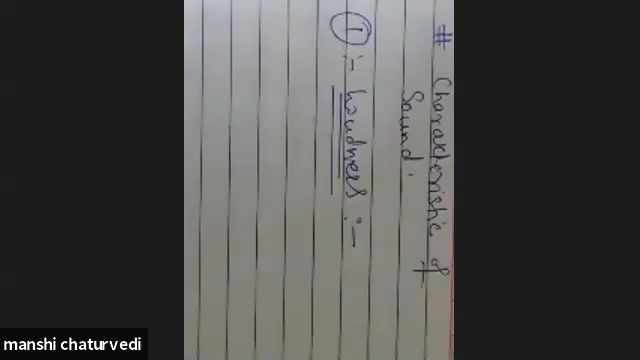 # Characteristic of
Sound.
① :- Loudness :-
manshi chaturvedi